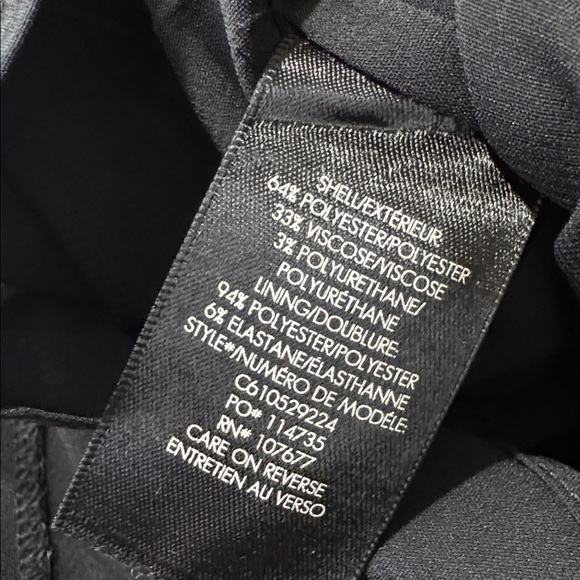 SHELL/EXTÉRIEUR
64% POLYESTER/POLYESTER
33% VISCOSE/VISCOSE
3% POLYURETHANE/
POLYURÉTHANE
LINING/DOUBLURE:
94% POLYESTER/POLYESTER
6% ELASTANE/ÉLASTHANNE
STYLE#/NUMÉRO DE MODÈLE:
C610529224
PO# 114735
RN# 107677
CARE ON REVERSE
ENTRETIEN AU VERSO